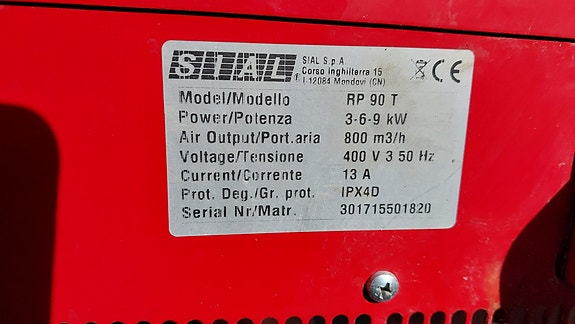 SIAL
SIAL S.p.A.
Corso Inghilterra 15
I-12084 Mondovì (CN)
CE
Model/Modello RP 90 T
Power/Potenza 3-6-9 kW
Air Output/Port.aria 800 m3/h
Voltage/Tensione 400 V 3 50 Hz
Current/Corrente 13 A
Prot. Deg./Gr. prot. IPX4D
Serial Nr/Matr. 301715501820